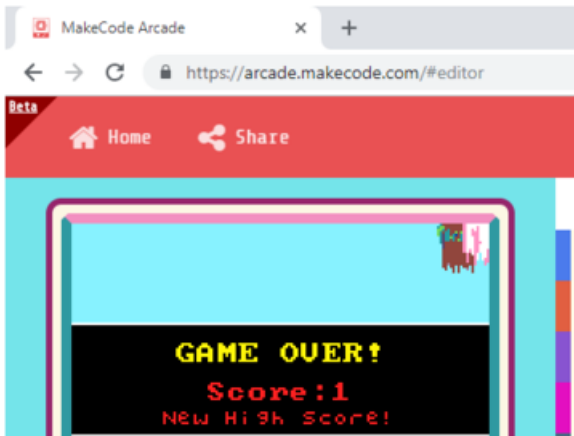 MakeCode Arcade
https://arcade.makecode.com/#editor
Beta
Home Share
GAME OVER!
Score:1
New High Score!